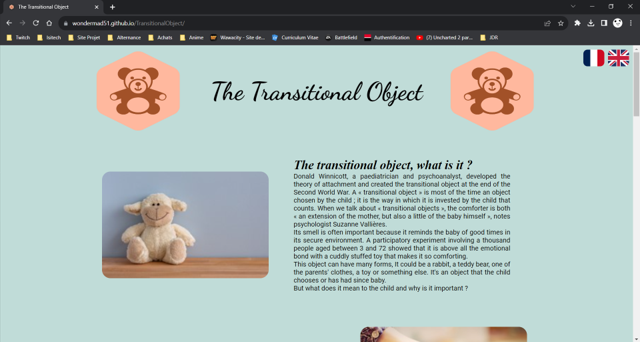 The Transitional Object
wondermad51.github.io/TransitionalObject/
Twitch Isitech Site Projet Alternance Achats Anime Wawacity - Site de... Curriculum Vitae Battlefield Authentification (7) Uncharted 2 par... JDR
The Transitional Object
The transitional object, what is it ?
Donald Winnicott, a paediatrician and psychoanalyst, developed the
theory of attachment and created the transitional object at the end of the
Second World War. A « transitional object » is most of the time an object
chosen by the child ; it is the way in which it is invested by the child that
counts. When we talk about « transitional objects », the comforter is both
« an extension of the mother, but also a little of the baby himself », notes
psychologist Suzanne Vallières.
Its smell is often important because it reminds the baby of good times in
its secure environment. A participatory experiment involving a thousand
people aged between 3 and 72 showed that it is above all the emotional
bond with a cuddly stuffed toy that makes it so comforting.
This object can have many forms, It could be a rabbit, a teddy bear, one of
the parents' clothes, a toy or something else. It's an object that the child
chooses or has had since baby.
But what does it mean to the child and why is it important ?